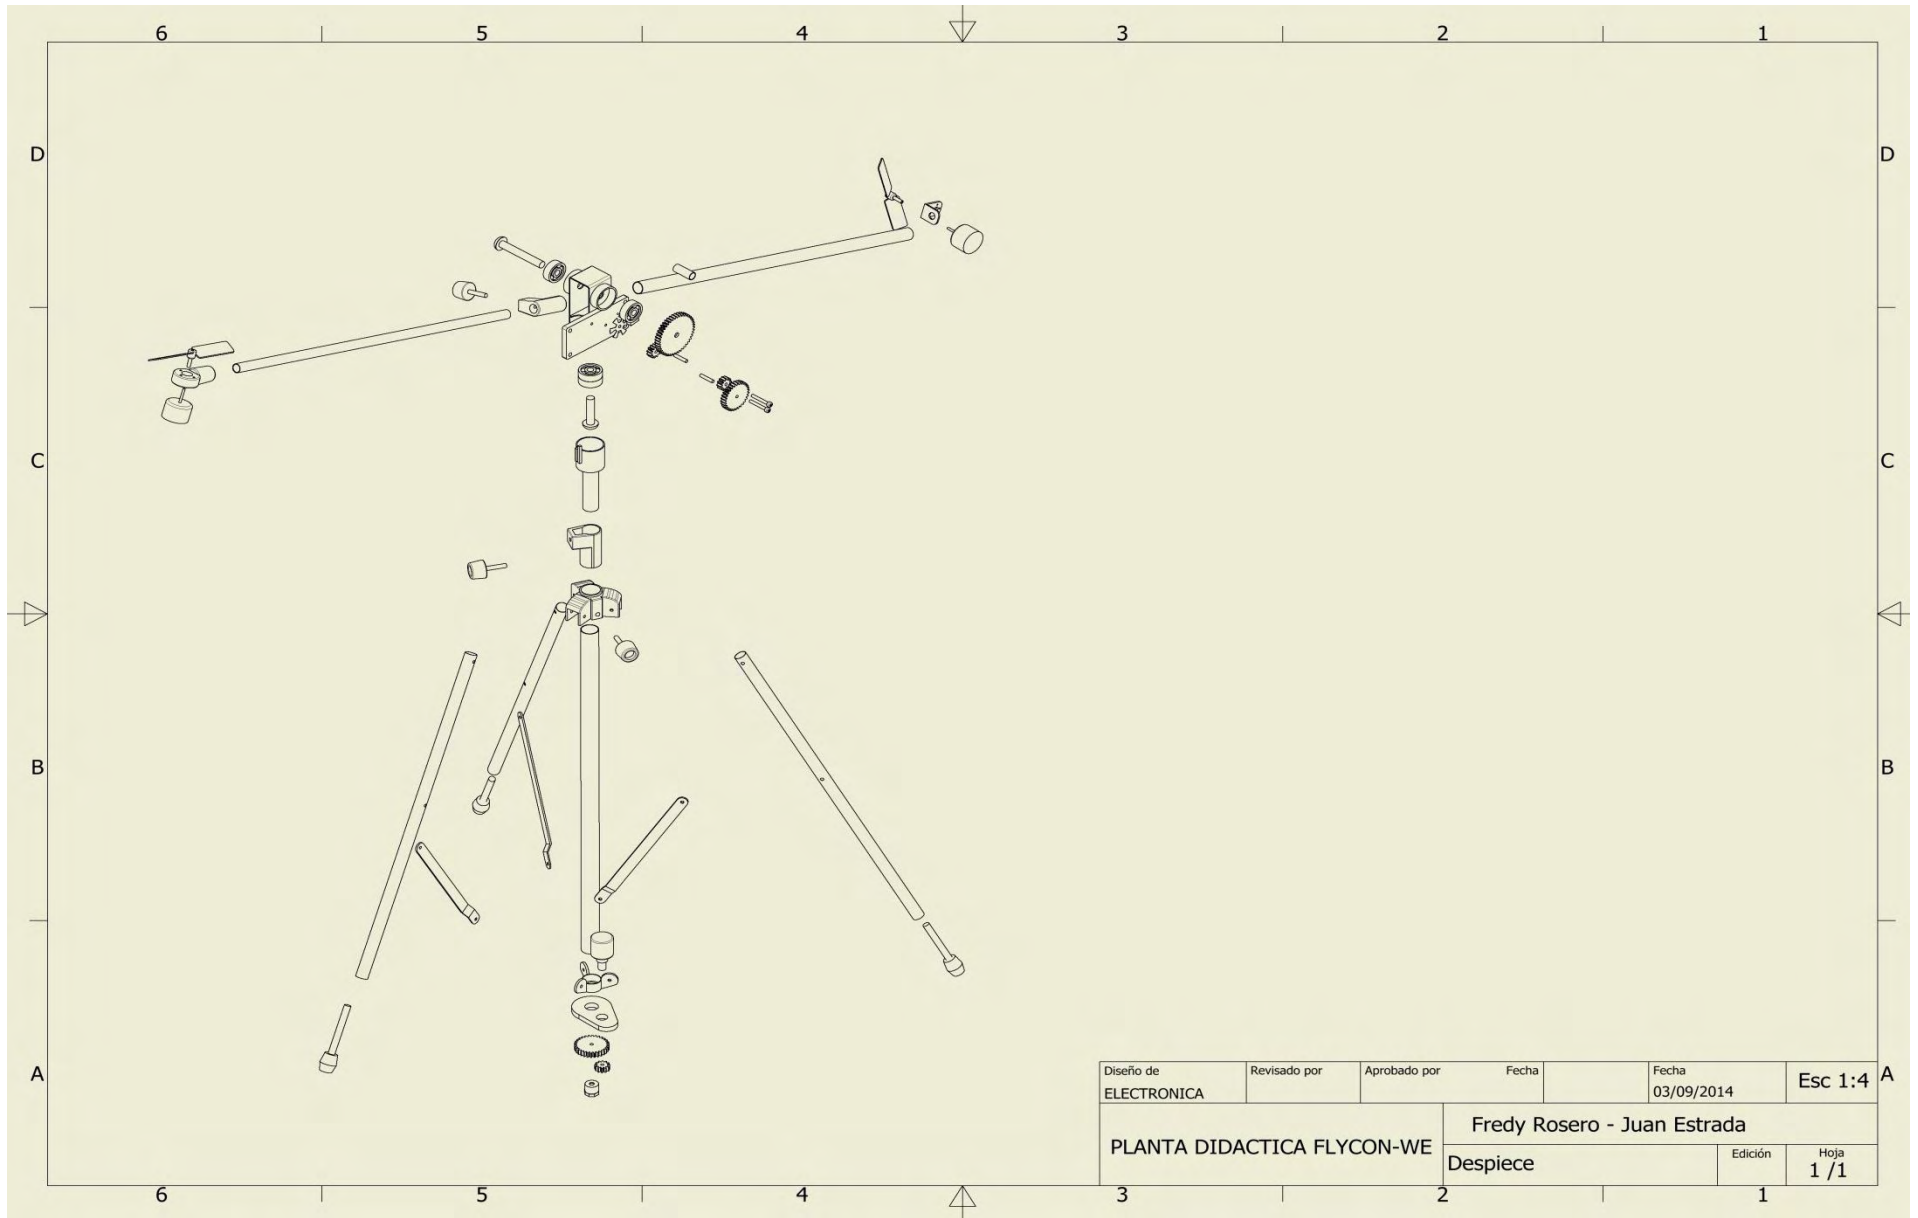 6 5 4 3 2 1
D D
C C
B B
A A
Diseño de
ELECTRONICA
Revisado por
Aprobado por
Fecha
Fecha
03/09/2014
Esc 1:4
PLANTA DIDACTICA FLYCON-WE
Fredy Rosero - Juan Estrada
Despiece
Edición
Hoja
1 /1
6 5 4 3 2 1